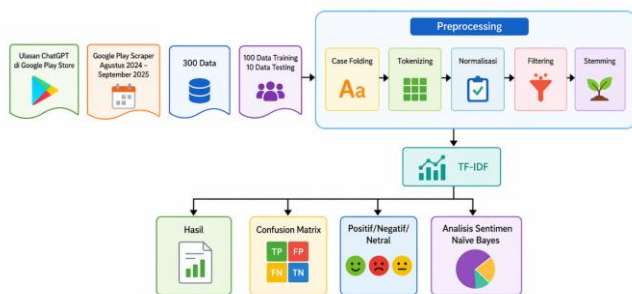 Ulasan ChatGPT
di Google Play Store
Google Play Scraper
Agustus 2024 –
September 2025
300 Data
100 Data Training
10 Data Testing
Preprocessing
Case Folding
Aa
Tokenizing
Normalisasi
Filtering
Stemming
TF-IDF
Hasil
Confusion Matrix
TP FP
FN TN
Positif/Negatif/
Netral
Analisis Sentimen
Naïve Bayes